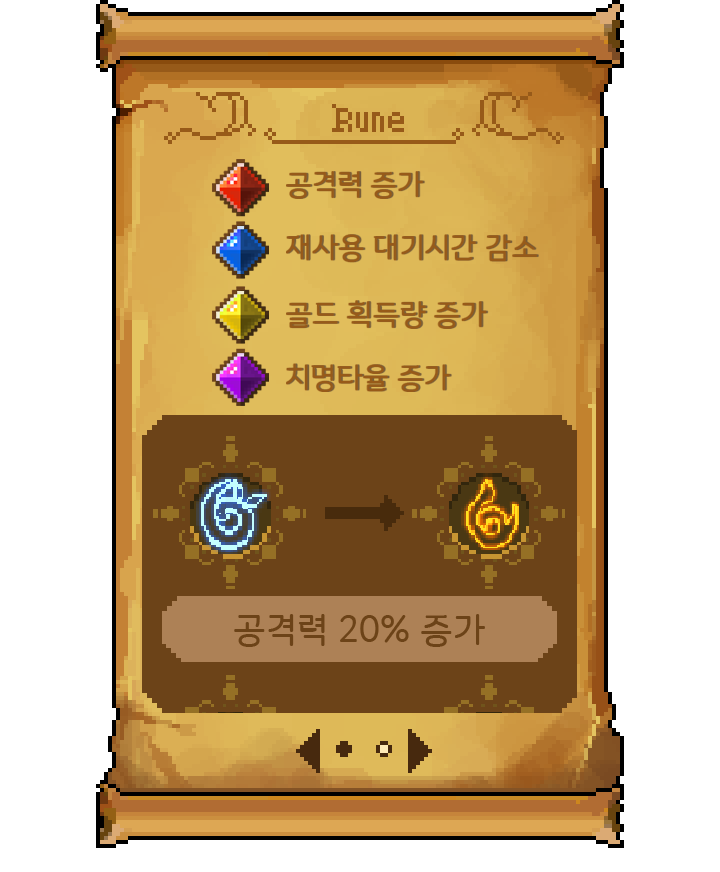 Rune
공격력 증가
재사용 대기시간 감소
골드 획득량 증가
치명타율 증가
공격력 20% 증가